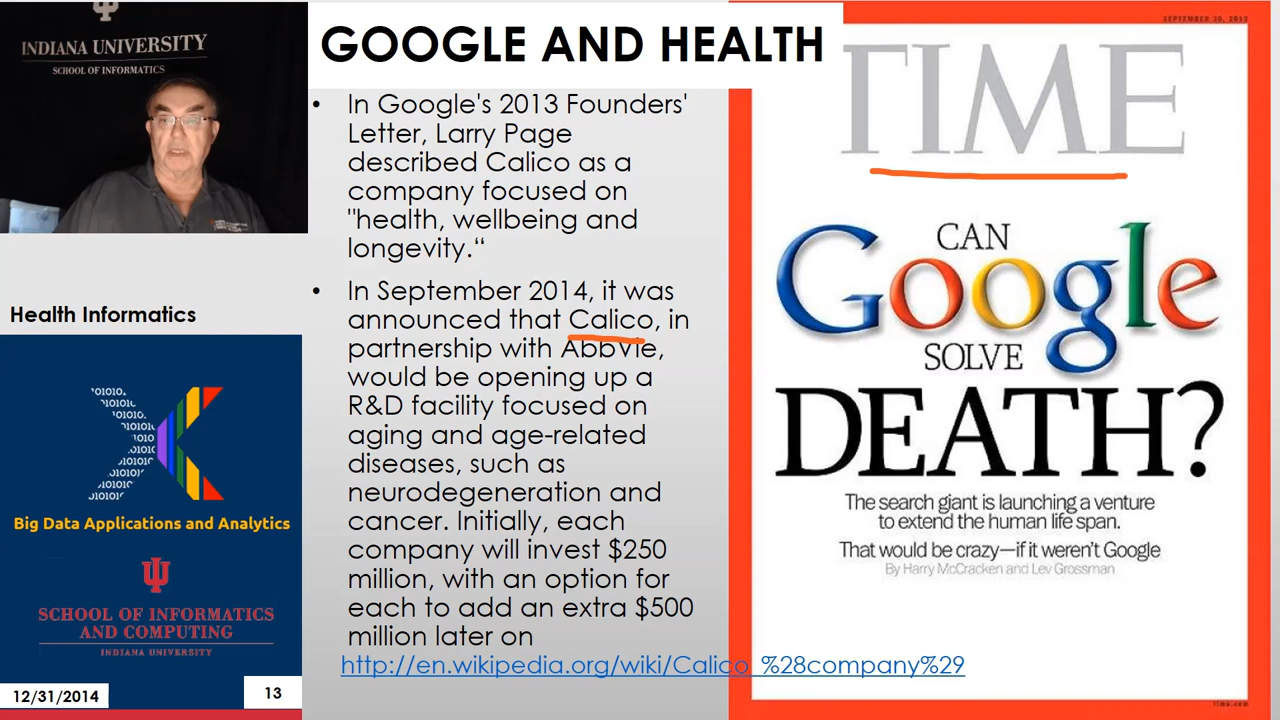 INDIANA UNIVERSITY
SCHOOL OF INFORMATICS
GOOGLE AND HEALTH
• In Google's 2013 Founders'
Letter, Larry Page
described Calico as a
company focused on
"health, wellbeing and
longevity.“
• In September 2014, it was
announced that Calico, in
partnership with AbbVie,
would be opening up a
R&D facility focused on
aging and age-related
diseases, such as
neurodegeneration and
cancer. Initially, each
company will invest $250
million, with an option for
each to add an extra $500
million later on
http://en.wikipedia.org/wiki/Calico_%28company%29
Health Informatics
Big Data Applications and Analytics
SCHOOL OF INFORMATICS
AND COMPUTING
INDIANA UNIVERSITY
12/31/2014
13
SEPTEMBER 30, 2013
TIME
CAN
Google
SOLVE
DEATH?
The search giant is launching a venture
to extend the human life span.
That would be crazy—if it weren't Google
By Harry McCracken and Lev Grossman
time.com